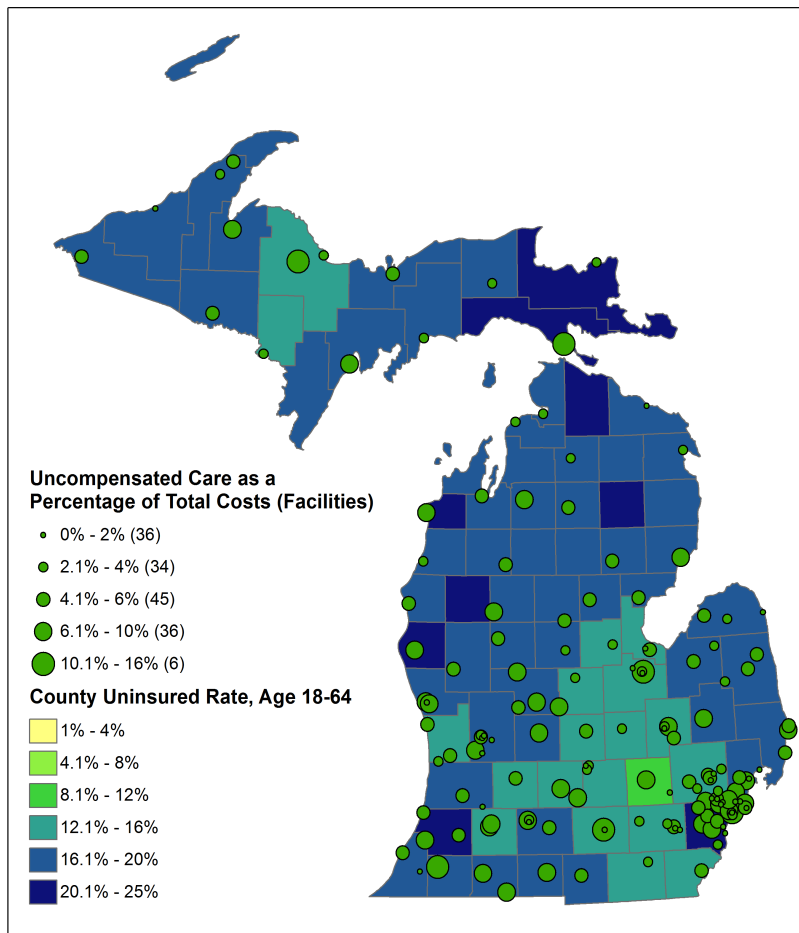 Uncompensated Care as a
Percentage of Total Costs (Facilities)
0% - 2% (36)
2.1% - 4% (34)
4.1% - 6% (45)
6.1% - 10% (36)
10.1% - 16% (6)
County Uninsured Rate, Age 18-64
1% - 4%
4.1% - 8%
8.1% - 12%
12.1% - 16%
16.1% - 20%
20.1% - 25%